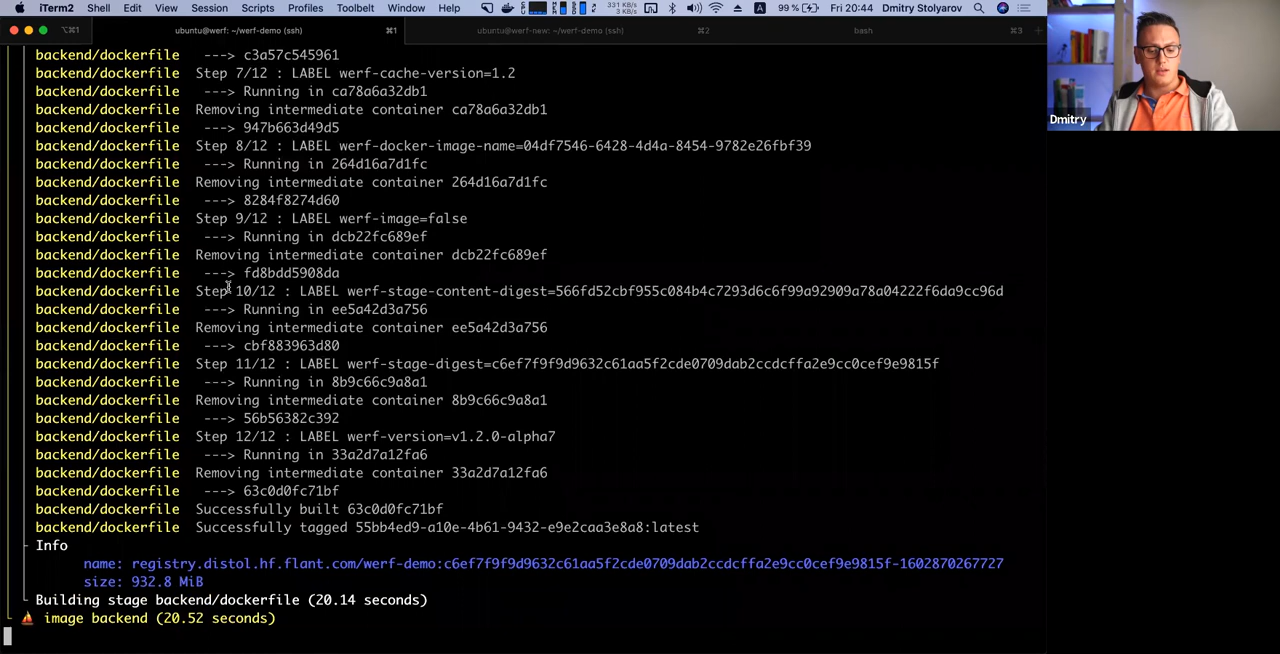 iTerm2 Shell Edit View Session Scripts Profiles Toolbelt Window Help 331 KB/s 3 KB/s A 99 % Fri 20:44 Dmitry Stolyarov
⌥⌘1 ubuntu@werf: ~/werf-demo (ssh) ⌘1 ubuntu@werf-new: ~/werf-demo (ssh) ⌘2 bash ⌘3 +
Dmitry
backend/dockerfile ---> c3a57c545961
backend/dockerfile Step 7/12 : LABEL werf-cache-version=1.2
backend/dockerfile ---> Running in ca78a6a32db1
backend/dockerfile Removing intermediate container ca78a6a32db1
backend/dockerfile ---> 947b663d49d5
backend/dockerfile Step 8/12 : LABEL werf-docker-image-name=04df7546-6428-4d4a-8454-9782e26fbf39
backend/dockerfile ---> Running in 264d16a7d1fc
backend/dockerfile Removing intermediate container 264d16a7d1fc
backend/dockerfile ---> 8284f8274d60
backend/dockerfile Step 9/12 : LABEL werf-image=false
backend/dockerfile ---> Running in dcb22fc689ef
backend/dockerfile Removing intermediate container dcb22fc689ef
backend/dockerfile ---> fd8bdd5908da
backend/dockerfile Step 10/12 : LABEL werf-stage-content-digest=566fd52cbf955c084b4c7293d6c6f99a92909a78a04222f6da9cc96d
backend/dockerfile ---> Running in ee5a42d3a756
backend/dockerfile Removing intermediate container ee5a42d3a756
backend/dockerfile ---> cbf883963d80
backend/dockerfile Step 11/12 : LABEL werf-stage-digest=c6ef7f9f9d9632c61aa5f2cde0709dab2ccdcffa2e9cc0cef9e9815f
backend/dockerfile ---> Running in 8b9c66c9a8a1
backend/dockerfile Removing intermediate container 8b9c66c9a8a1
backend/dockerfile ---> 56b56382c392
backend/dockerfile Step 12/12 : LABEL werf-version=v1.2.0-alpha7
backend/dockerfile ---> Running in 33a2d7a12fa6
backend/dockerfile Removing intermediate container 33a2d7a12fa6
backend/dockerfile ---> 63c0d0fc71bf
backend/dockerfile Successfully built 63c0d0fc71bf
backend/dockerfile Successfully tagged 55bb4ed9-a10e-4b61-9432-e9e2caa3e8a8:latest
Info
name: registry.distol.hf.flant.com/werf-demo:c6ef7f9f9d9632c61aa5f2cde0709dab2ccdcffa2e9cc0cef9e9815f-1602870267727
size: 932.8 MiB
Building stage backend/dockerfile (20.14 seconds)
⛵ image backend (20.52 seconds)